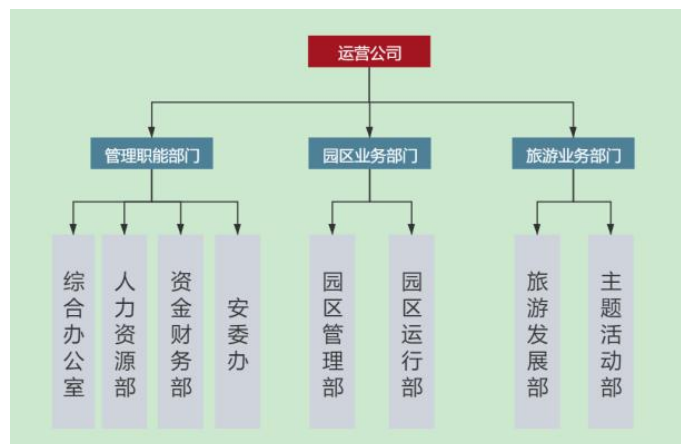 运营公司
管理职能部门
园区业务部门
旅游业务部门
综合办公室
人力资源部
资金财务部
安委办
园区管理部
园区运行部
旅游发展部
主题活动部